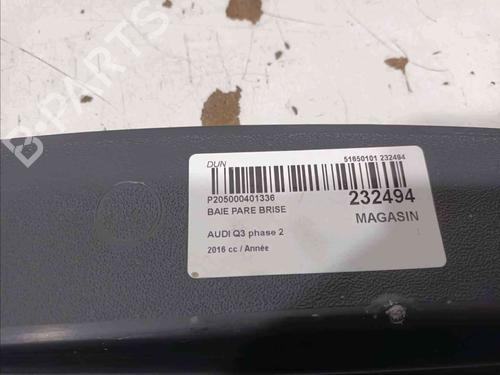 B-PARTS
DUN
51650101 232494
P205000401336
BAIE PARE BRISE
232494
MAGASIN
AUDI Q3 phase 2
2016 cc / Année